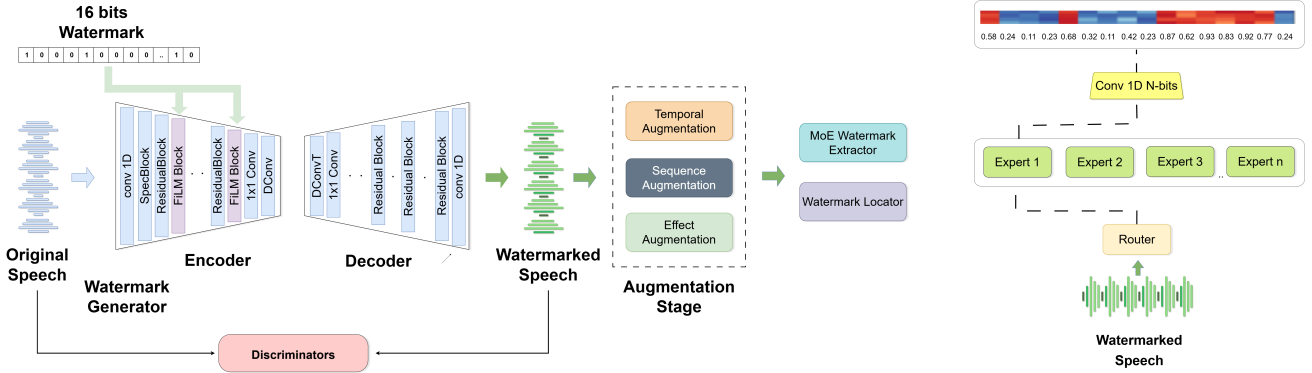 16 bits
Watermark
1 0 0 0 1 0 0 0 0 .. 1 0
Original
Speech
conv 1D
SpecBlock
ResidualBlock
FiLM Block
. .
ResidualBlock
FiLM Block
1x1 Conv
DConv
Encoder
Watermark
Generator
DConvT
1x1 Conv
. .
Residual Block
Residual Block
. .
Residual Block
conv 1D
Decoder
Watermarked
Speech
Discriminators
Temporal
Augmentation
Sequence
Augmentation
Effect
Augmentation
Augmentation
Stage
MoE Watermark
Extractor
Watermark Locator
0.58 0.24 0.11 0.23 0.68 0.32 0.11 0.42 0.23 0.87 0.62 0.93 0.83 0.92 0.77 0.24
Conv 1D N-bits
Expert 1 Expert 2 Expert 3 .. Expert n
Router
Watermarked
Speech